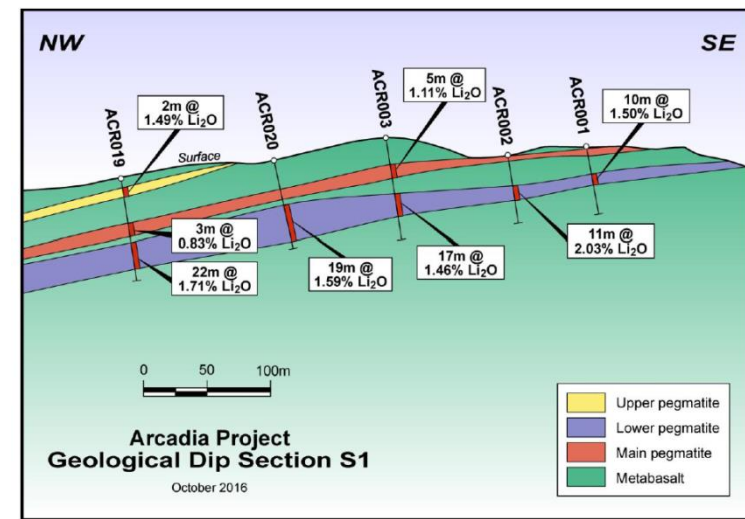 NW
SE
ACR019
ACR020
ACR003
ACR002
ACR001
2m @
1.49% Li₂O
5m @
1.11% Li₂O
10m @
1.50% Li₂O
Surface
3m @
0.83% Li₂O
22m @
1.71% Li₂O
19m @
1.59% Li₂O
17m @
1.46% Li₂O
11m @
2.03% Li₂O
0 50 100m
Arcadia Project
Geological Dip Section S1
October 2016
Upper pegmatite
Lower pegmatite
Main pegmatite
Metabasalt